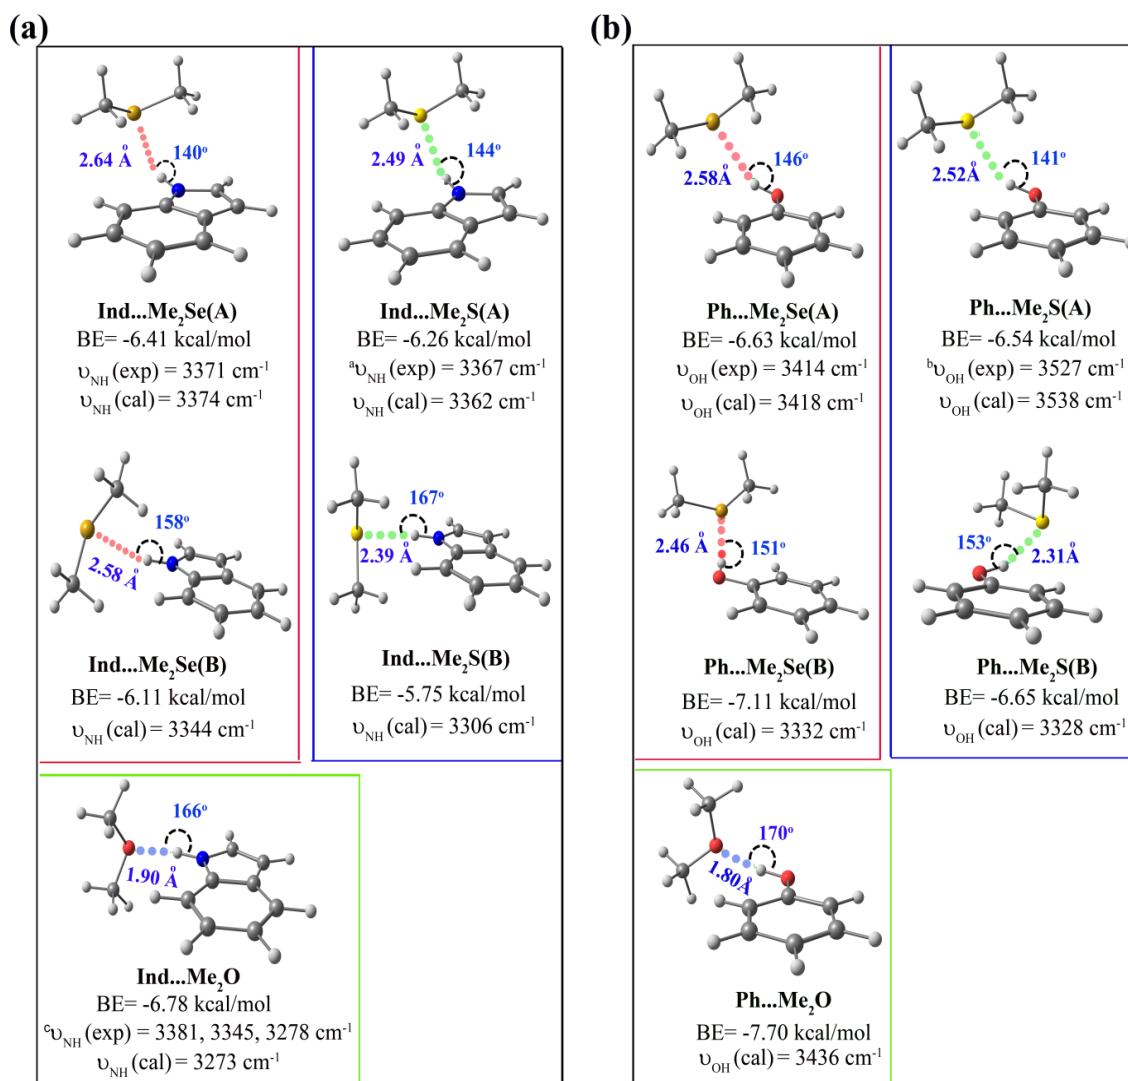 (a)
2.64 Å 140°
Ind...Me₂Se(A)
BE= -6.41 kcal/mol
υNH(exp) = 3371 cm⁻¹
υNH(cal) = 3374 cm⁻¹
2.49 Å 144°
Ind...Me₂S(A)
BE= -6.26 kcal/mol
ᵃυNH(exp) = 3367 cm⁻¹
υNH(cal) = 3362 cm⁻¹
158°
2.58 Å
Ind...Me₂Se(B)
BE= -6.11 kcal/mol
υNH(cal) = 3344 cm⁻¹
167°
2.39 Å
Ind...Me₂S(B)
BE= -5.75 kcal/mol
υNH(cal) = 3306 cm⁻¹
166°
1.90 Å
Ind...Me₂O
BE= -6.78 kcal/mol
ᶜυNH(exp) = 3381, 3345, 3278 cm⁻¹
υNH(cal) = 3273 cm⁻¹
(b)
146°
2.58Å
Ph...Me₂Se(A)
BE= -6.63 kcal/mol
υOH(exp) = 3414 cm⁻¹
υOH(cal) = 3418 cm⁻¹
141°
2.52Å
Ph...Me₂S(A)
BE= -6.54 kcal/mol
ᵇυOH(exp) = 3527 cm⁻¹
υOH(cal) = 3538 cm⁻¹
2.46 Å 151°
Ph...Me₂Se(B)
BE= -7.11 kcal/mol
υOH(cal) = 3332 cm⁻¹
153° 2.31Å
Ph...Me₂S(B)
BE= -6.65 kcal/mol
υOH(cal) = 3328 cm⁻¹
170°
1.80Å
Ph...Me₂O
BE= -7.70 kcal/mol
υOH(cal) = 3436 cm⁻¹